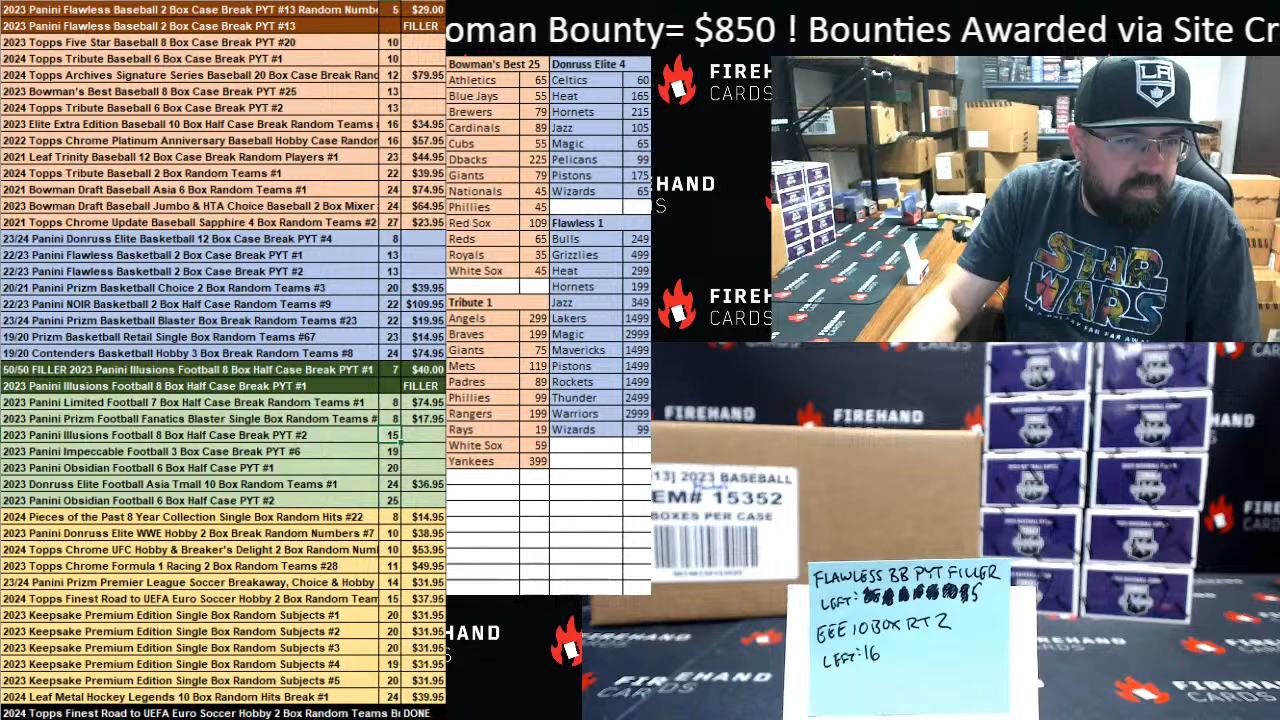 2023 Panini Flawless Baseball 2 Box Case Break PYT #13 Random Numbe 5 $29.00
2023 Panini Flawless Baseball 2 Box Case Break PYT #13 FILLER
2023 Topps Five Star Baseball 8 Box Case Break PYT #20 10
2024 Topps Tribute Baseball 6 Box Case Break PYT #1 10
2024 Topps Archives Signature Series Baseball 20 Box Case Break Rand 12 $79.95
2023 Bowman's Best Baseball 8 Box Case PYT #25 13
2024 Topps Tribute Baseball 6 Box Case Break PYT #2 13
2023 Elite Extra Edition Baseball 10 Box Half Case Break Random Teams 16 $34.95
2022 Topps Chrome Platinum Anniversary Baseball Hobby Case Random 16 $57.95
2021 Leaf Trinity Baseball 12 Box Case Break Random Players #1 23 $44.95
2024 Topps Tribute Baseball 2 Box Random Teams #1 22 $39.95
2021 Bowman Draft Baseball Asia 6 Box Random Teams #1 24 $74.95
2023 Bowman Draft Baseball Jumbo & HTA Choice Baseball 2 Box Mixer 24 $64.95
2021 Topps Chrome Update Baseball Sapphire 4 Box Random Teams #2 27 $23.95
23/24 Panini Donruss Elite Basketball 12 Box Case Break PYT #4 8
22/23 Panini Flawless Basketball 2 Box Case Break PYT #1 13
22/23 Panini Flawless Basketball 2 Box Case Break PYT #2 13
20/21 Panini Prizm Basketball Choice 2 Box Random Teams #3 20 $39.95
22/23 Panini NOIR Basketball 2 Box Half Case Random Teams #9 22 $109.95
23/24 Panini Prizm Basketball Blaster Box Break Random Teams #23 22 $19.95
19/20 Prizm Basketball Retail Single Box Random Teams #67 23 $14.95
19/20 Contenders Basketball Hobby 3 Box Break Random Teams #8 24 $74.95
50/50 FILLER 2023 Panini Illusions Football 8 Box Half Case Break PYT #1 7 $40.00
2023 Panini Illusions Football 8 Box Half Case Break PYT #1 FILLER
2023 Panini Limited Football 7 Box Half Case Break Random Teams #1 8 $74.95
2023 Panini Prizm Football Fanatics Blaster Single Box Random Teams # 8 $17.95
2023 Panini Illusions Football 8 Box Half Case Break PYT #2 15
2023 Panini Impeccable Football 3 Box Case Break PYT #6 19
2023 Panini Obsidian Football 6 Box Half Case PYT #1 20
2023 Donruss Elite Football Asia Tmall 10 Box Random Teams #1 24 $36.95
2023 Panini Obsidian Football 6 Box Half Case PYT #2 25
2024 Pieces of the Past 8 Year Collection Single Box Random Hits #22 8 $14.95
2023 Panini Donruss Elite WWE Hobby 2 Box Break Random Numbers #7 10 $38.95
2024 Topps Chrome UFC Hobby & Breaker's Delight 2 Box Random Numl 10 $53.95
2023 Topps Chrome Formula 1 Racing 2 Box Random Teams #28 11 $49.95
23/24 Panini Prizm Premier League Soccer Breakaway, Choice & Hobby 14 $31.95
2024 Topps Finest Road to UEFA Euro Soccer Hobby 2 Box Random Team 15 $37.95
2023 Keepsake Premium Edition Single Box Random Subjects #1 20 $31.95
2023 Keepsake Premium Edition Single Box Random Subjects #2 20 $31.95
2023 Keepsake Premium Edition Single Box Random Subjects #3 20 $31.95
2023 Keepsake Premium Edition Single Box Random Subjects #4 19 $31.95
2023 Keepsake Premium Edition Single Box Random Subjects #5 20 $31.95
2024 Leaf Metal Hockey Legends 10 Box Random Hits Break #1 24 $39.95
2024 Topps Finest Road to UEFA Euro Soccer Hobby 2 Box Random Teams B DONE
oman Bounty= $850 ! Bounties Awarded via Site Cr
Bowman's Best 25
Athletics 65
Blue Jays 55
Brewers 79
Cardinals 89
Cubs 55
Dbacks 225
Giants 79
Nationals 45
Phillies 45
Red Sox 109
Reds 65
Royals 35
White Sox 45
Tribute 1
Angels 299
Braves 199
Giants 75
Mets 119
Padres 89
Phillies 99
Rangers 199
Rays 19
White Sox 59
Yankees 399
Donruss Elite 4
Celtics 60
Heat 165
Hornets 215
Jazz 105
Magic 65
Pelicans 99
Pistons 175
Wizards 65
Flawless 1
Bulls 249
Grizzlies 499
Heat 299
Hornets 199
Jazz 349
Lakers 1499
Magic 2999
Mavericks 1499
Pistons 1499
Rockets 1499
Thunder 2499
Warriors 2999
Wizards 99
FIREH
CARDS
HAND
S
FIREH
CARDS
LA
STAR
WARS
FIREHAND
FIREHAND
13] 2023 BASEBALL
EM# 15352
BOXES PER CASE
FLAWLESS BB PYT FILLER
LEFT: 5
EEE 10 BOX RT 2
LEFT: 16
HAND
FIREHAND
CARDS
FIREHAN
CARDS